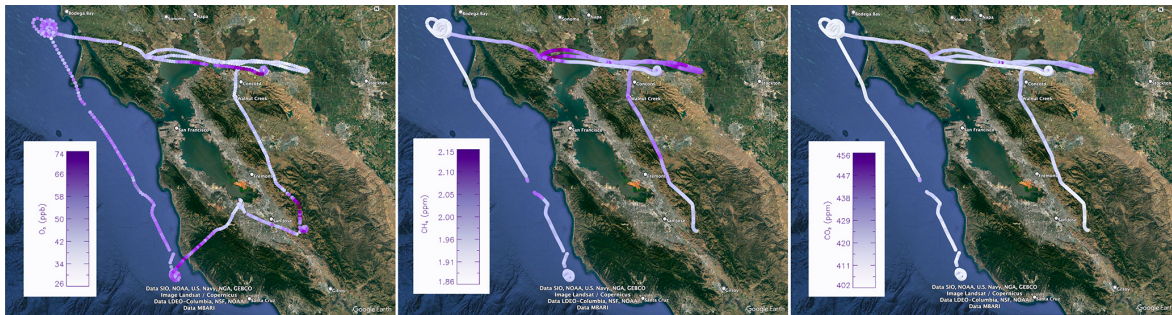 Bodega Bay
Sonoma
Napa
Concord
Stockton
Walnut Creek
San Francisco
Fremont
San Jose
Gilroy
Santa Cruz
74
66
58
50
42
34
26
O₃ (ppb)
Data SIO, NOAA, U.S. Navy, NGA, GEBCO
Image Landsat / Copernicus
Data LDEO-Columbia, NSF, NOAA
Data MBARI
Google Earth
Bodega Bay
Sonoma
Napa
Concord
Stockton
Walnut Creek
San Francisco
Fremont
San Jose
Gilroy
Santa Cruz
2.15
2.10
2.05
2.00
1.96
1.91
1.86
CH₄ (ppm)
Data SIO, NOAA, U.S. Navy, NGA, GEBCO
Image Landsat / Copernicus
Data LDEO-Columbia, NSF, NOAA
Data MBARI
Google Earth
Bodega Bay
Sonoma
Napa
Concord
Stockton
Walnut Creek
San Francisco
Fremont
San Jose
Gilroy
Santa Cruz
456
438
429
420
411
402
CO₂ (ppm)
Data SIO, NOAA, U.S. Navy, NGA, GEBCO
Image Landsat / Copernicus
Data LDEO-Columbia, NSF, NOAA
Data MBARI
Google Earth